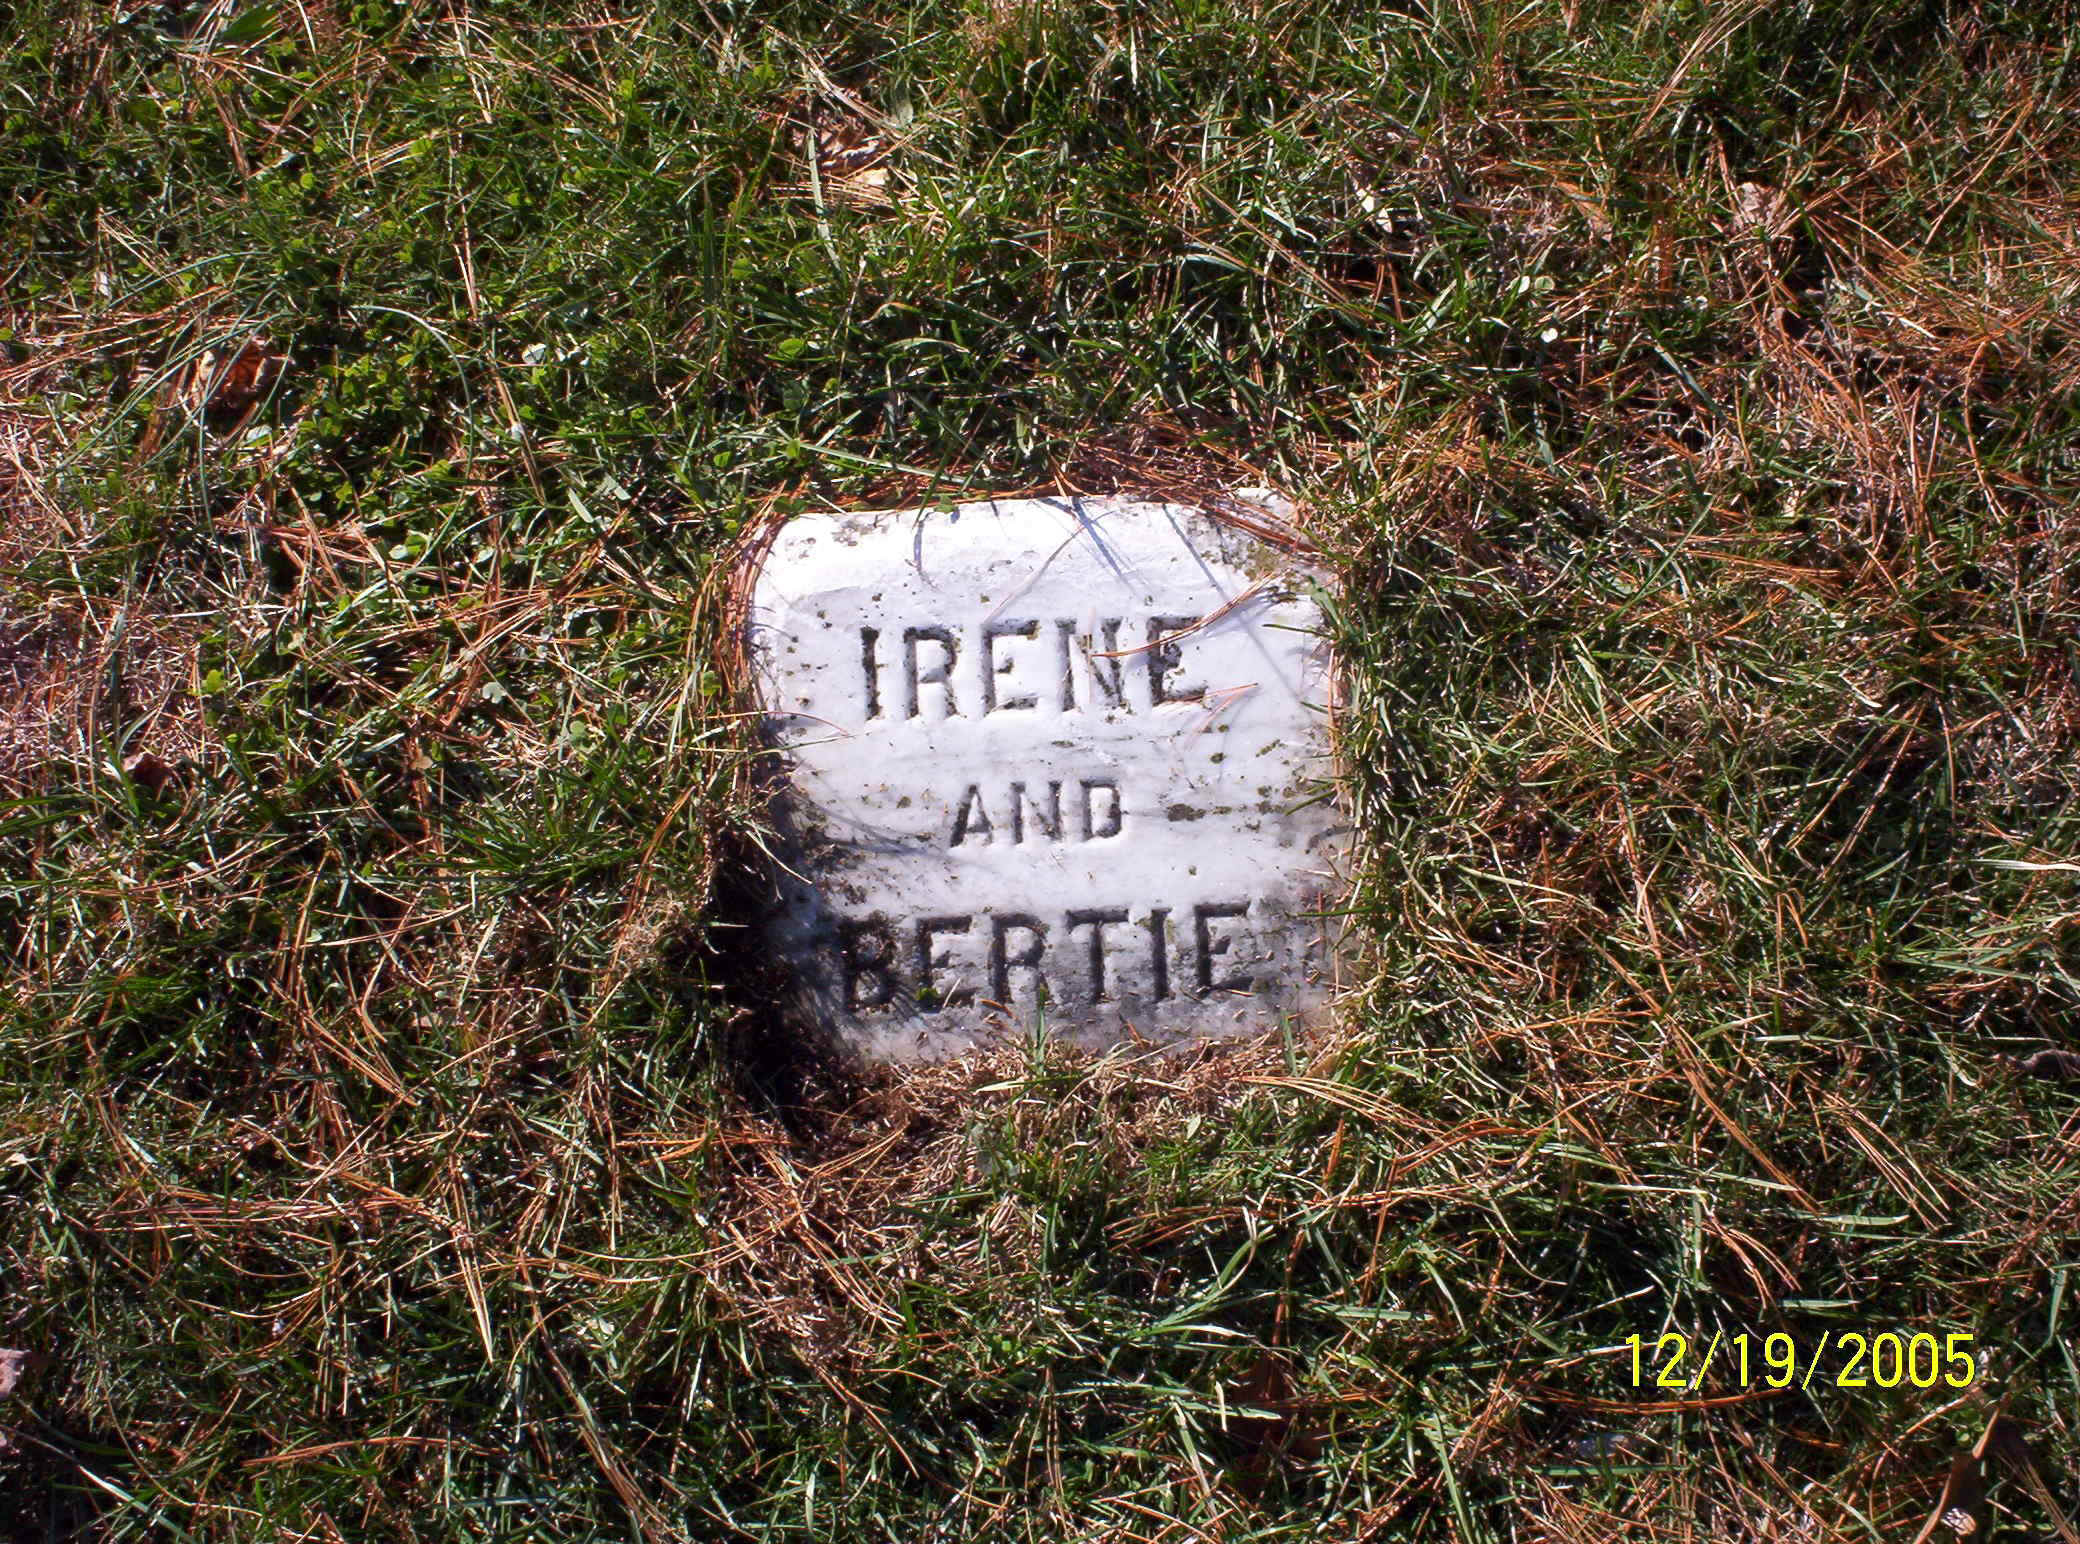 IRENE
AND
BERTIE
12/19/2005